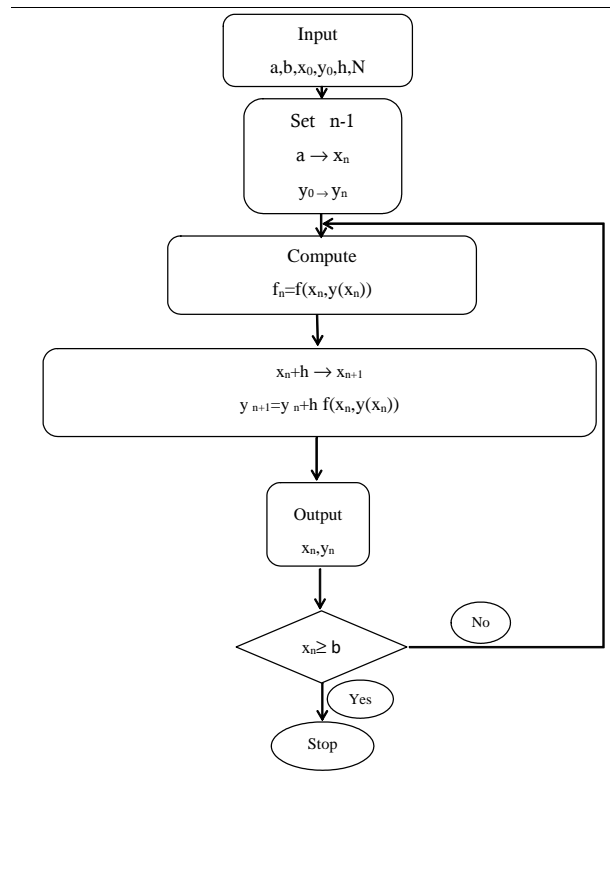 Input
a,b,x₀,y₀,h,N
Set n-1
a → xₙ
y₀ → yₙ
Compute
fₙ=f(xₙ,y(xₙ))
xₙ+h → xₙ₊₁
y ₙ₊₁=y ₙ+h f(xₙ,y(xₙ))
Output
xₙ,yₙ
No
xₙ≥ b
Yes
Stop